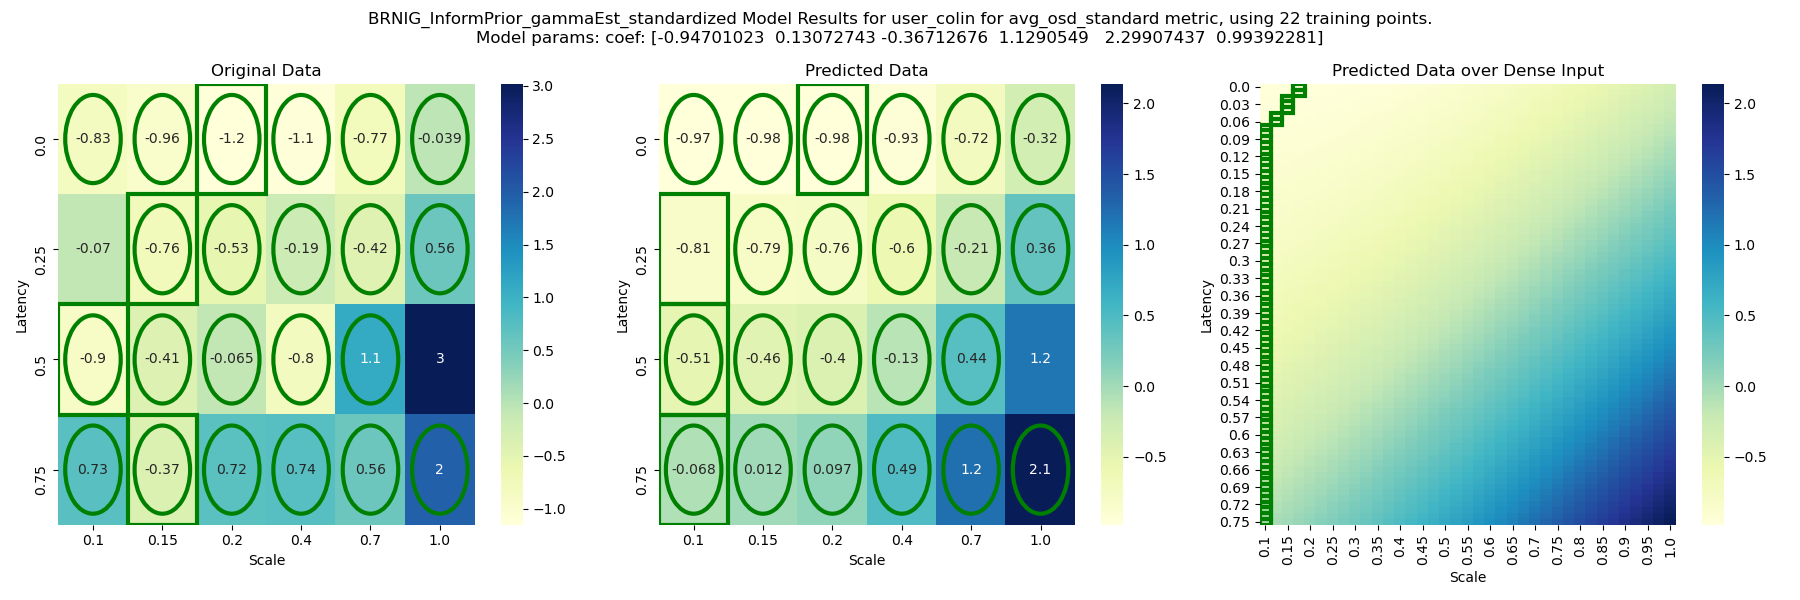 BRNIG_InformPrior_gammaEst_standardized Model Results for user_colin for avg_osd_standard metric, using 22 training points.
Model params: coef: [-0.94701023  0.13072743 -0.36712676  1.1290549   2.29907437  0.99392281]
Original Data
-0.83 -0.96 -1.2 -1.1 -0.77 -0.039
-0.07 -0.76 -0.53 -0.19 -0.42 0.56
-0.9 -0.41 -0.065 -0.8 1.1 3
0.73 -0.37 0.72 0.74 0.56 2
0.0
0.25
0.5
0.75
Latency
0.1 0.15 0.2 0.4 0.7 1.0
Scale
3.0
2.5
2.0
1.5
1.0
0.5
0.0
−0.5
−1.0
Predicted Data
-0.97 -0.98 -0.98 -0.93 -0.72 -0.32
-0.81 -0.79 -0.76 -0.6 -0.21 0.36
-0.51 -0.46 -0.4 -0.13 0.44 1.2
-0.068 0.012 0.097 0.49 1.2 2.1
0.0
0.25
0.5
0.75
Latency
0.1 0.15 0.2 0.4 0.7 1.0
Scale
2.0
1.5
1.0
0.5
0.0
−0.5
Predicted Data over Dense Input
0.0
0.03
0.06
0.09
0.12
0.15
0.18
0.21
0.24
0.27
0.3
0.33
0.36
0.39
0.42
0.45
0.48
0.51
0.54
0.57
0.6
0.63
0.66
0.69
0.72
0.75
Latency
0.1 0.15 0.2 0.25 0.3 0.35 0.4 0.45 0.5 0.55 0.6 0.65 0.7 0.75 0.8 0.85 0.9 0.95 1.0
Scale
2.0
1.5
1.0
0.5
0.0
−0.5